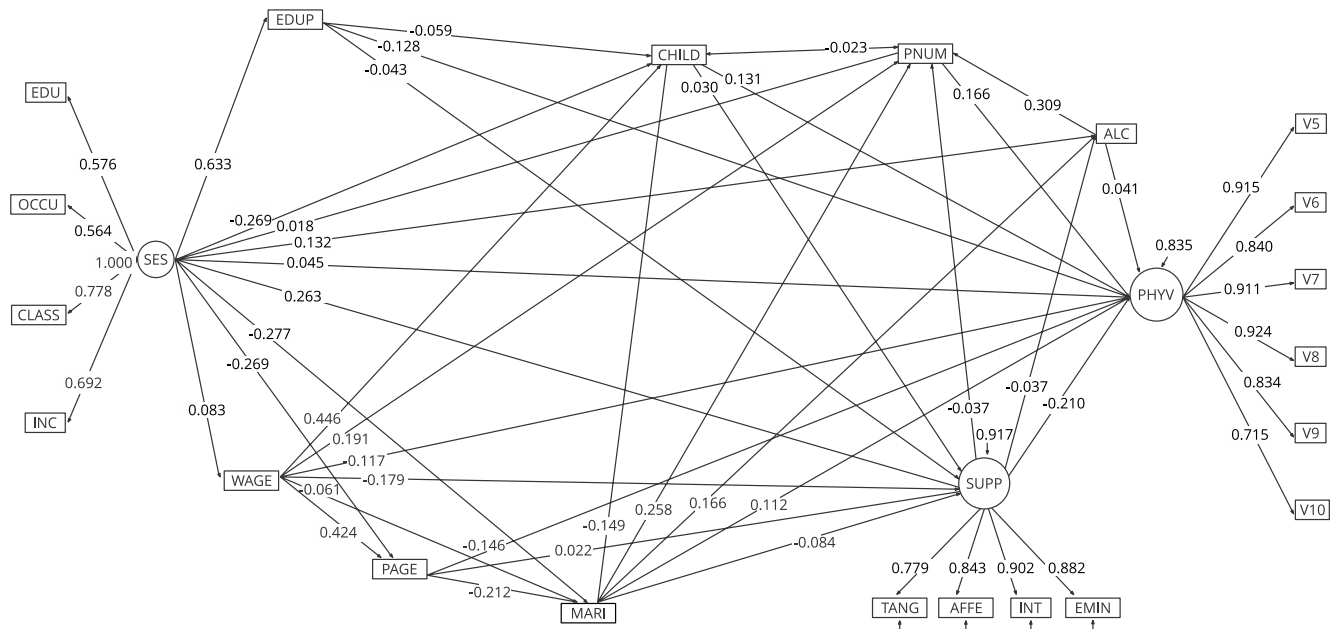 EDUP
-0.059
-0.128
-0.043
CHILD
-0.023
PNUM
0.030
0.131
0.166
0.309
ALC
0.041
EDU
0.576
0.633
OCCU
0.564
1.000
SES
0.778
CLASS
0.692
INC
-0.269
0.018
0.132
0.045
0.263
-0.277
-0.269
0.083
0.835
PHYV
0.915
0.840
0.911
0.924
0.834
0.715
V5
V6
V7
V8
V9
V10
0.446
0.191
-0.117
-0.179
WAGE
-0.061
0.424
PAGE
-0.146
0.022
-0.212
MARI
-0.149
0.258
0.166
0.112
-0.084
-0.037
-0.037
-0.210
0.917
SUPP
0.779
0.843
0.902
0.882
TANG
AFFE
INT
EMIN